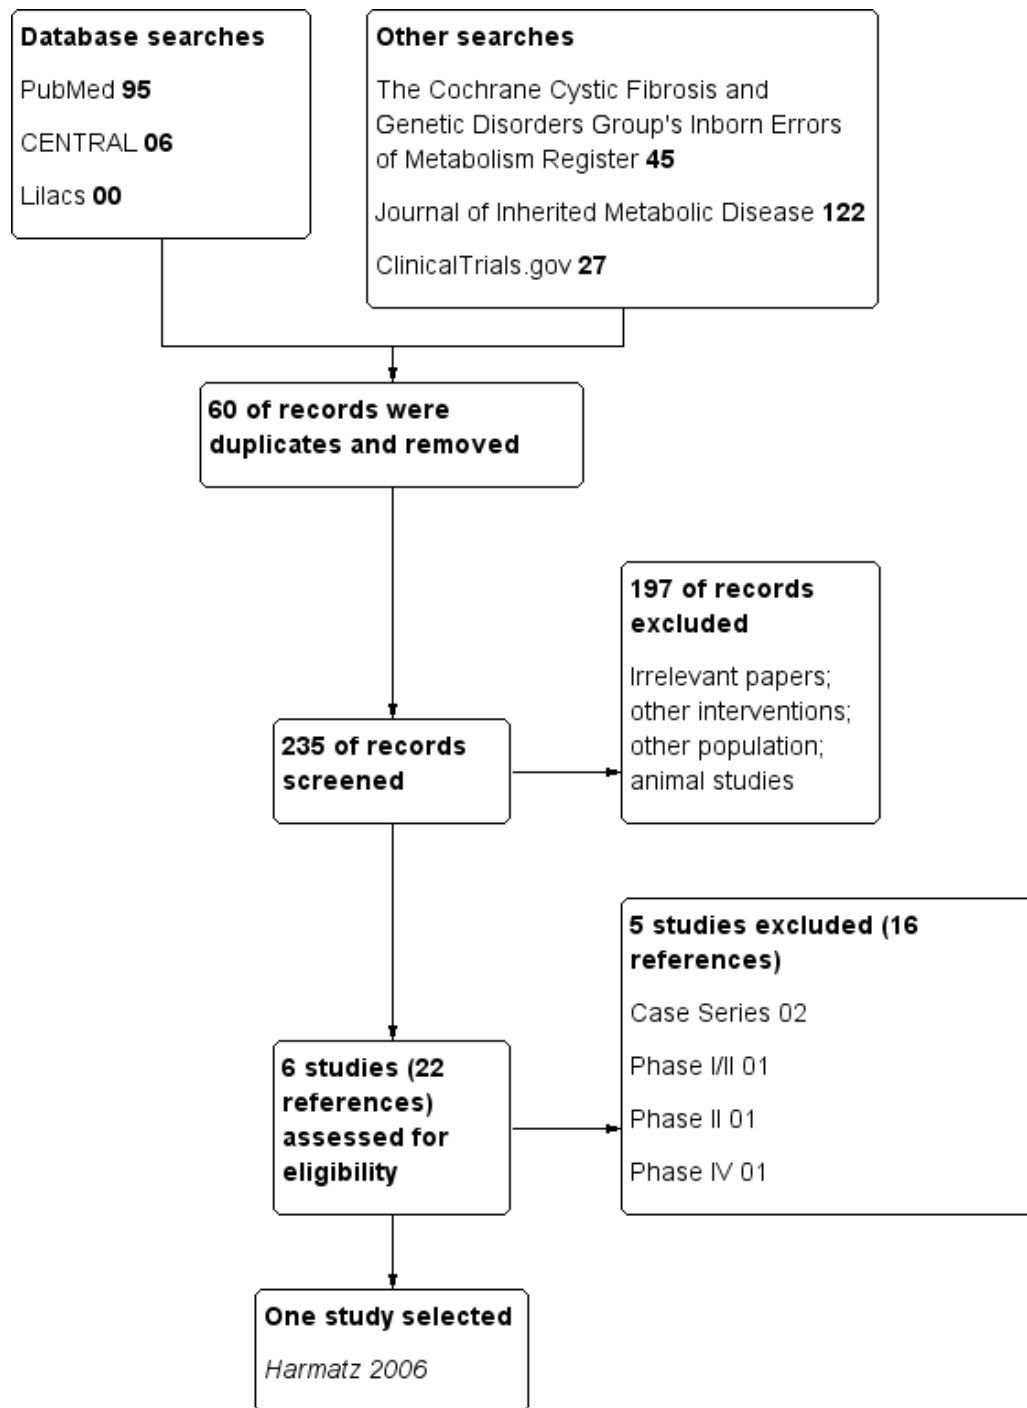 Database searches
PubMed 95
CENTRAL 06
Lilacs 00
Other searches
The Cochrane Cystic Fibrosis and
Genetic Disorders Group's Inborn Errors
of Metabolism Register 45
Journal of Inherited Metabolic Disease 122
ClinicalTrials.gov 27
60 of records were
duplicates and removed
197 of records
excluded
Irrelevant papers;
other interventions;
other population;
animal studies
235 of records
screened
5 studies excluded (16
references)
Case Series 02
Phase I/II 01
Phase II 01
Phase IV 01
6 studies (22
references)
assessed for
eligibility
One study selected
Harmatz 2006